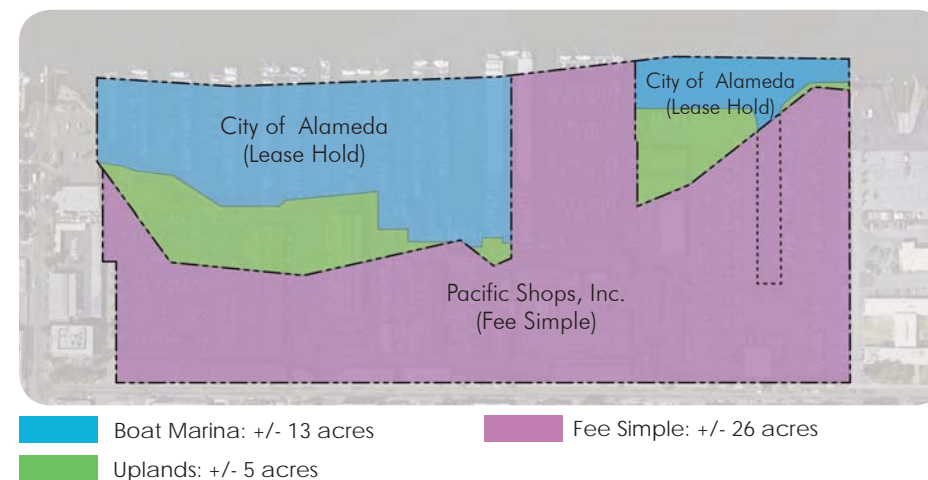 City of Alameda
(Lease Hold)
City of Alameda
(Lease Hold)
Pacific Shops, Inc.
(Fee Simple)
Boat Marina: +/- 13 acres
Fee Simple: +/- 26 acres
Uplands: +/- 5 acres